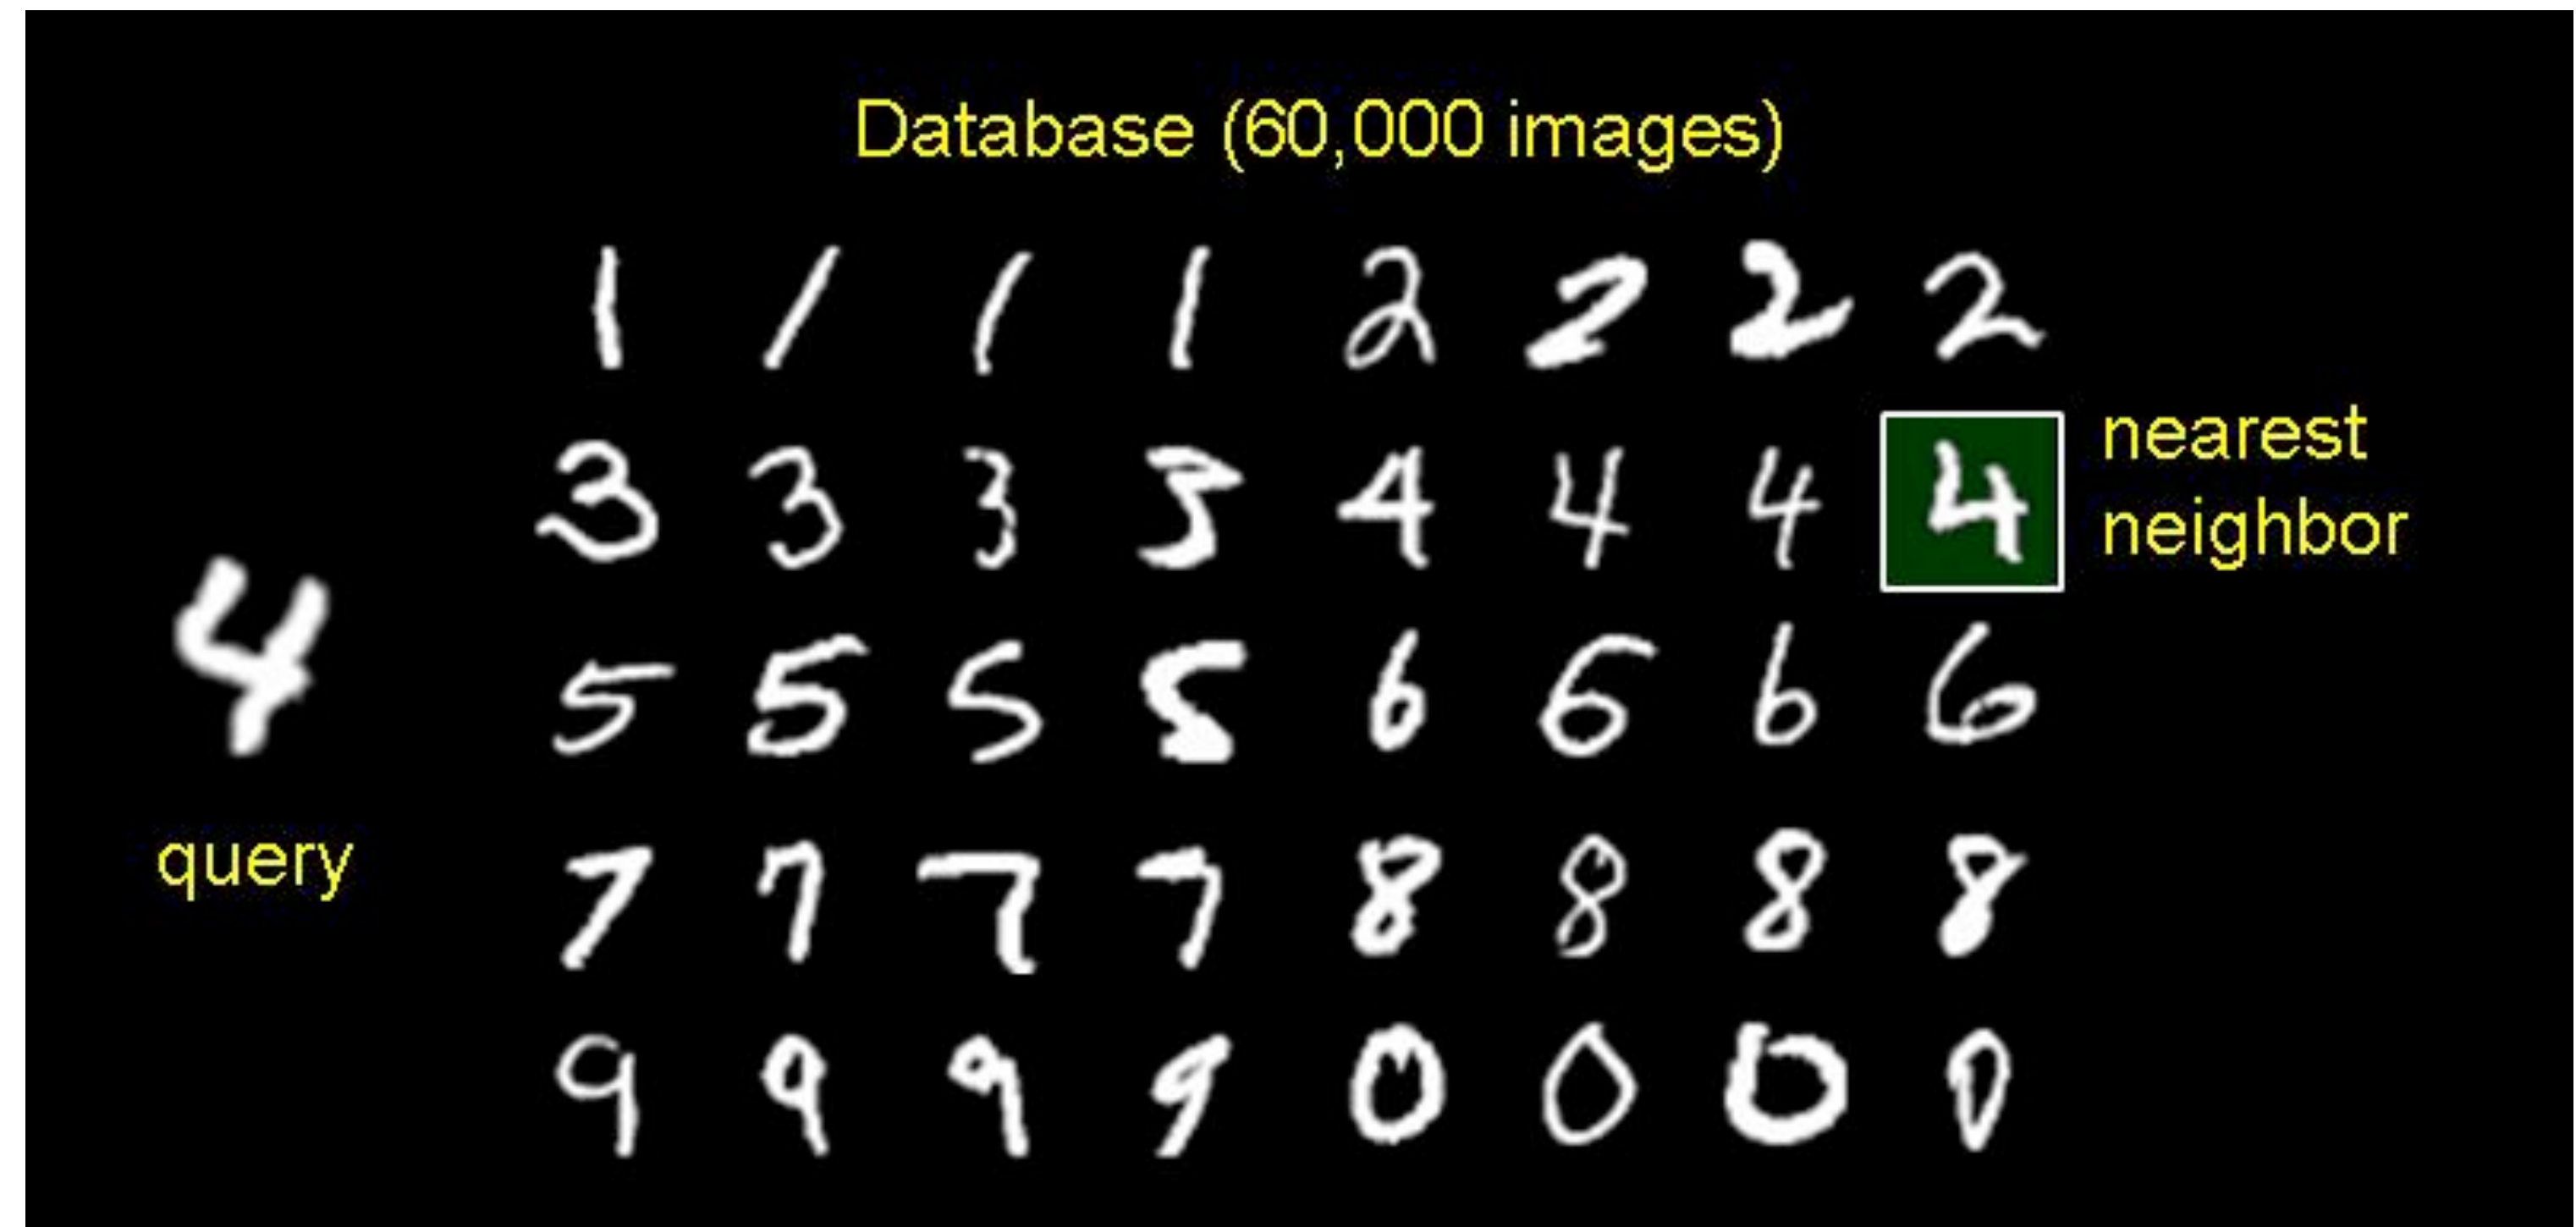 Database (60,000 images)
1 1 1 1 2 2 2 2
3 3 3 3 4 4 4 4
nearest
neighbor
4
5 5 5 5 6 6 6 6
query
7 7 7 7 8 8 8 8
9 9 9 9 0 0 0 0